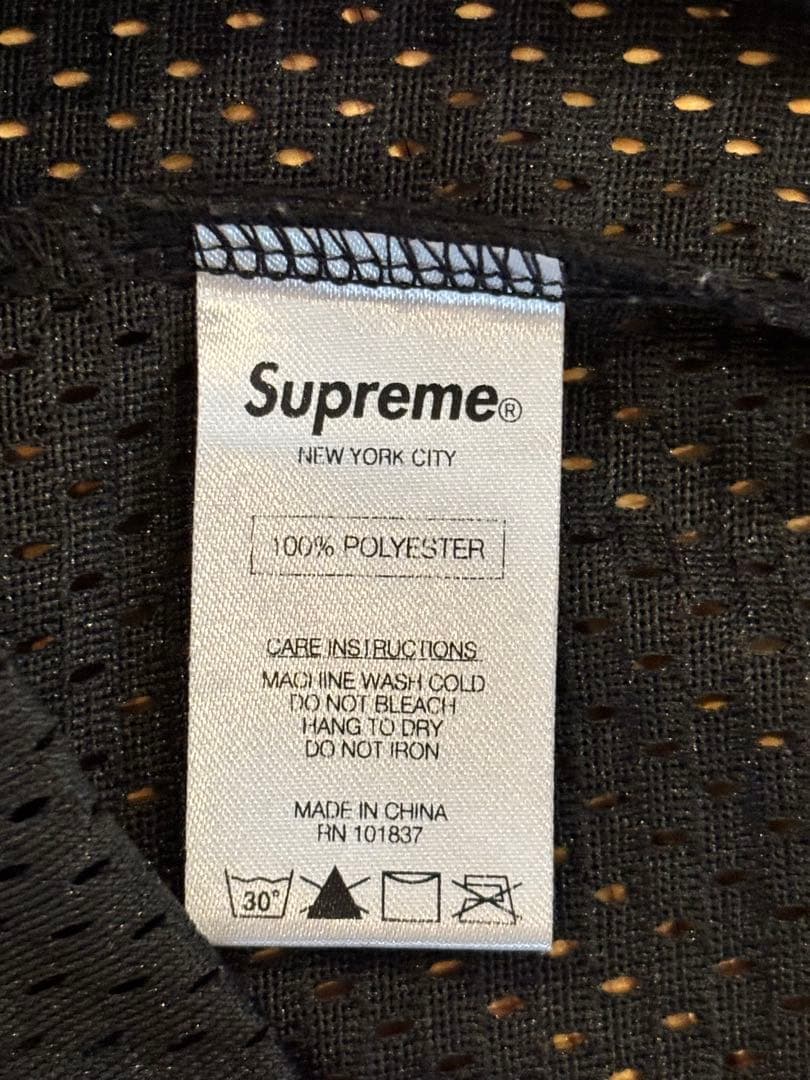 Supreme®
NEW YORK CITY
100% POLYESTER
CARE INSTRUCTIONS
MACHINE WASH COLD
DO NOT BLEACH
HANG TO DRY
DO NOT IRON
MADE IN CHINA
RN 101837
30°